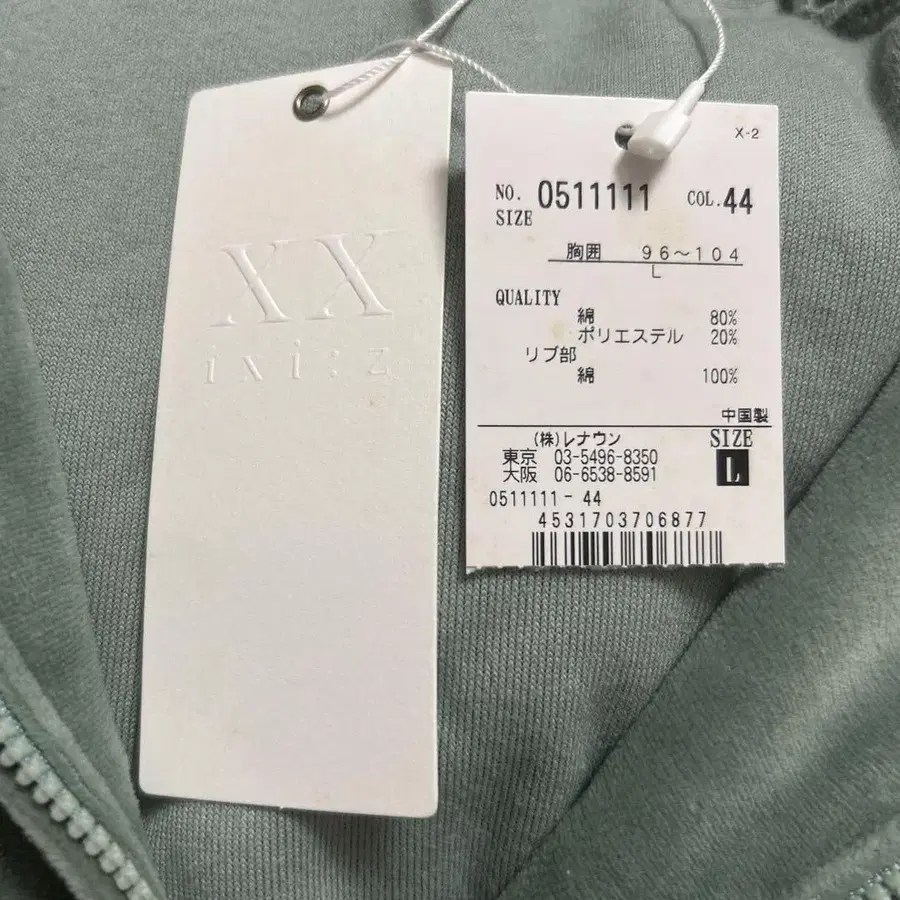 XX
ixi:z
X-2
NO. 0511111 COL.44
SIZE
胸囲 96～104
L
QUALITY
綿 80%
ポリエステル 20%
リブ部
綿 100%
中国製
(株)レナウン SIZE
東京 03-5496-8350 L
大阪 06-6538-8591
0511111-44
4531703706877